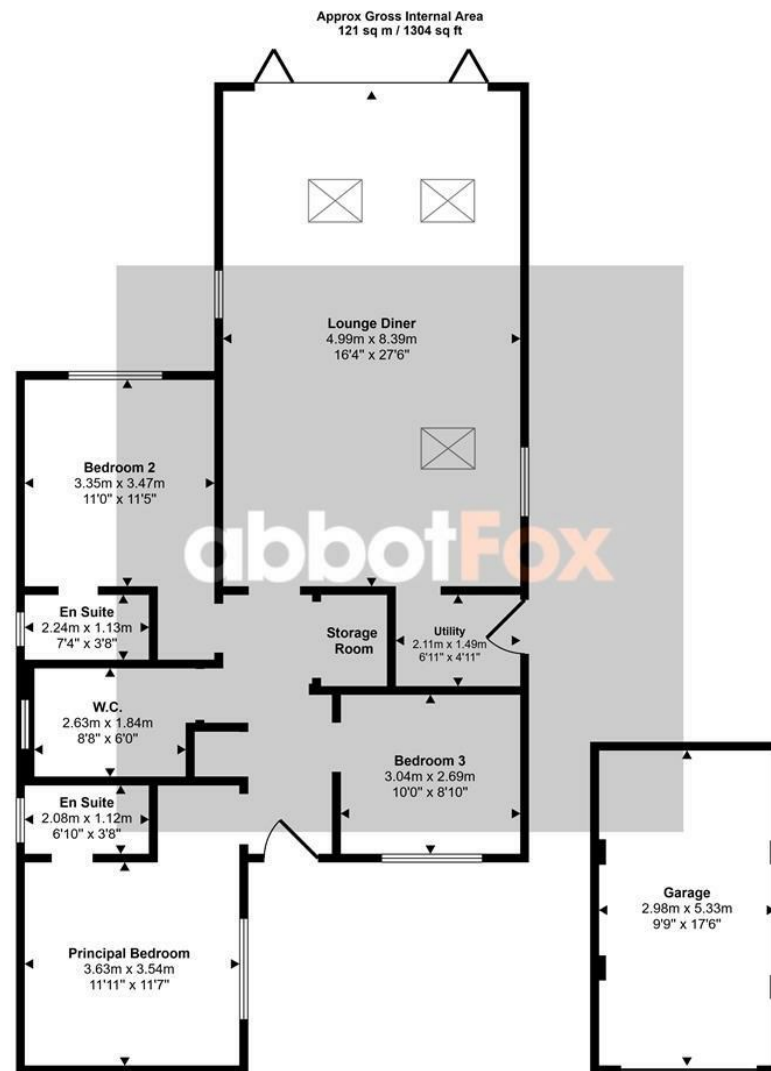 Approx Gross Internal Area
121 sq m / 1304 sq ft
Lounge Diner
4.99m x 8.39m
16'4" x 27'6"
Bedroom 2
3.35m x 3.47m
11'0" x 11'5"
abbotFox
En Suite
2.24m x 1.13m
7'4" x 3'8"
Storage
Room
Utility
2.11m x 1.49m
6'11" x 4'11"
W.C.
2.63m x 1.84m
8'8" x 6'0"
Bedroom 3
3.04m x 2.69m
10'0" x 8'10"
En Suite
2.08m x 1.12m
6'10" x 3'8"
Garage
2.98m x 5.33m
9'9" x 17'6"
Principal Bedroom
3.63m x 3.54m
11'11" x 11'7"